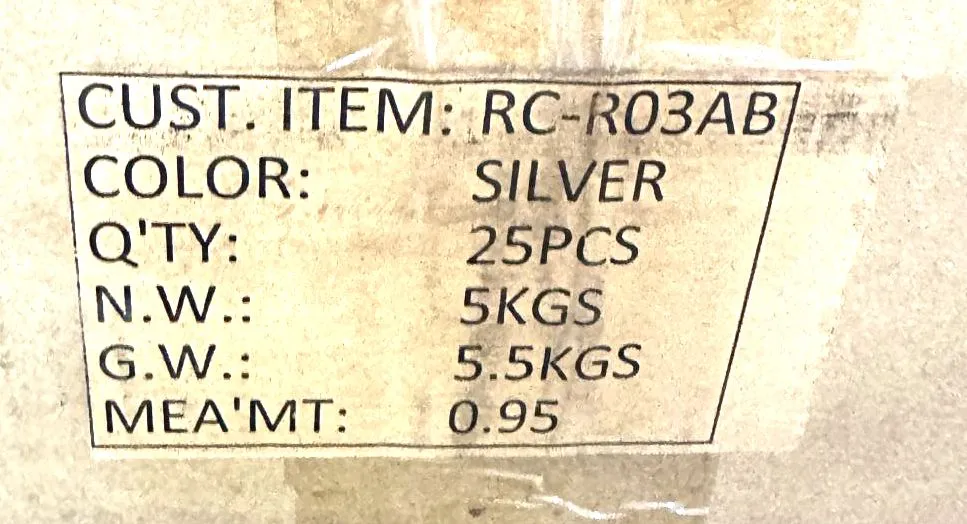 CUST. ITEM: RC-R03AB
COLOR: SILVER
Q'TY: 25PCS
N.W.: 5KGS
G.W.: 5.5KGS
MEA'MT: 0.95